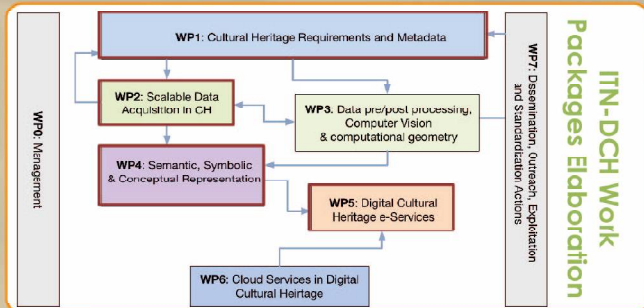 WP1: Cultural Heritage Requirements and Metadata
WP2: Scalable Data
Acquisition in CH
WP3: Data pre/post processing,
Computer Vision
& computational geometry
WP4: Semantic, Symbolic
& Conceptual Representation
WP5: Digital Cultural
Heritage e-Services
WP6: Cloud Services in Digital
Cultural Heirtage
WP0: Management
WP7: Dissemination, Outreach, Exploitation
and Standardization Actions
ITN-DCH Work
Packages Elaboration